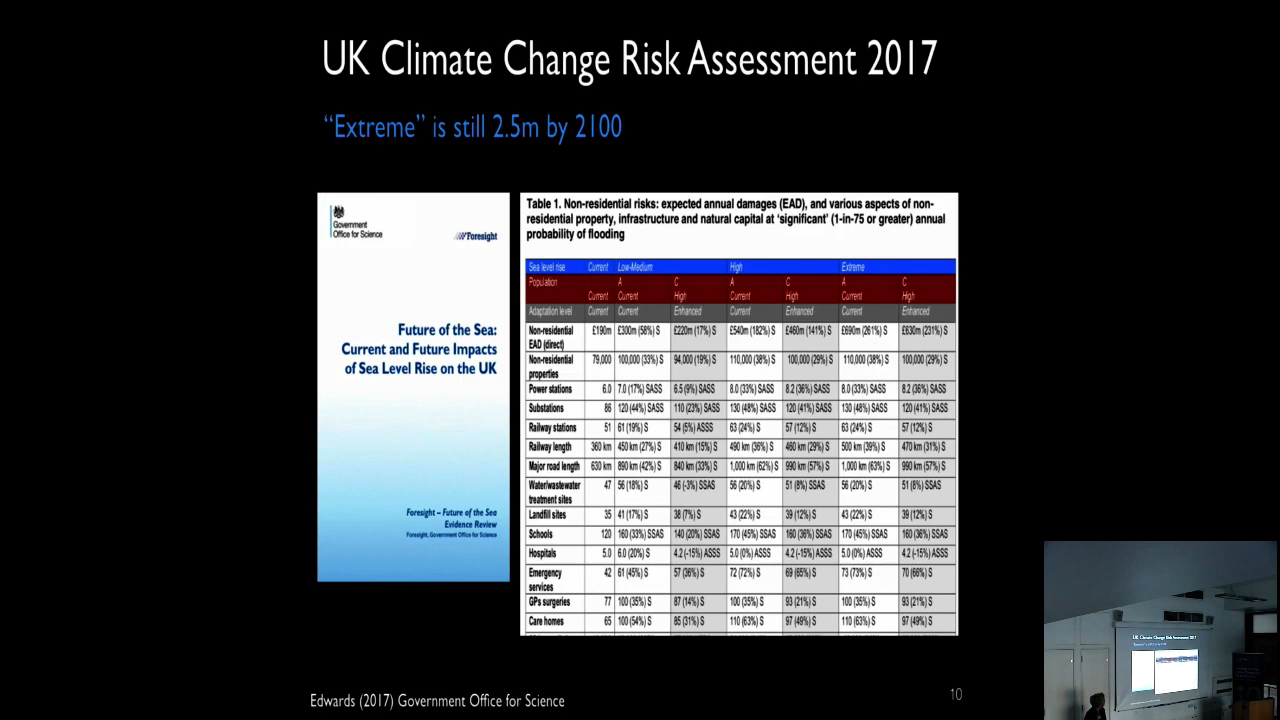 UK Climate Change Risk Assessment 2017
“Extreme” is still 2.5m by 2100
Government
Office for Science
Foresight
Future of the Sea:
Current and Future Impacts
of Sea Level Rise on the UK
Foresight – Future of the Sea
Evidence Review
Foresight, Government Office for Science
Table 1. Non-residential risks: expected annual damages (EAD), and various aspects of non-
residential property, infrastructure and natural capital at ‘significant’ (1-in-75 or greater) annual
probability of flooding
Sea level rise Current Low-Medium High Extreme
Population A C A C A C
Current Current High Current High Current High
Adaptation level Current Enhanced Current Enhanced Current Enhanced
Non-residential £190m £300m (58%) S £220m (17%) S £540m (182%) S £460m (141%) S £690m (261%) S £630m (231%) S
EAD (direct)
Non-residential 79,000 100,000 (33%) S 94,000 (19%) S 110,000 (38%) S 100,000 (29%) S 110,000 (38%) S 100,000 (29%) S
properties
Power stations 6.0 7.0 (17%) SASS 6.5 (9%) SASS 8.0 (33%) SASS 8.2 (36%) SASS 8.0 (33%) SASS 8.2 (36%) SASS
Substations 86 120 (44%) SASS 110 (23%) SASS 130 (48%) SASS 120 (41%) SASS 130 (48%) SASS 120 (41%) SASS
Railway stations 51 61 (19%) S 54 (5%) ASSS 63 (24%) S 57 (12%) S 63 (24%) S 57 (12%) S
Railway length 360 km 450 km (27%) S 410 km (15%) S 490 km (36%) S 460 km (29%) S 500 km (39%) S 470 km (31%) S
Major road length 630 km 890 km (42%) S 840 km (33%) S 1,000 km (62%) S 990 km (57%) S 1,000 km (63%) S 990 km (57%) S
Water/wastewater 47 56 (18%) S 46 (-3%) SSAS 56 (20%) S 51 (8%) SSAS 56 (20%) S 51 (8%) SSAS
treatment sites
Landfill sites 35 41 (17%) S 38 (7%) S 43 (22%) S 39 (12%) S 43 (22%) S 39 (12%) S
Schools 120 160 (33%) SSAS 140 (20%) SSAS 170 (45%) SSAS 160 (36%) SSAS 170 (45%) SSAS 160 (36%) SSAS
Hospitals 5.0 6.0 (20%) S 4.2 (-15%) ASSS 5.0 (0%) ASSS 4.2 (-15%) ASSS 5.0 (0%) ASSS 4.2 (-15%) ASSS
Emergency 42 61 (45%) S 57 (36%) S 72 (72%) S 69 (65%) S 73 (73%) S 70 (66%) S
services
GPs surgeries 77 100 (35%) S 87 (14%) S 100 (35%) S 93 (21%) S 100 (35%) S 93 (21%) S
Care homes 65 100 (54%) S 85 (31%) S 110 (63%) S 97 (49%) S 110 (63%) S 97 (49%) S
Edwards (2017) Government Office for Science
10
UK Climate Change Risk Assessment 2017